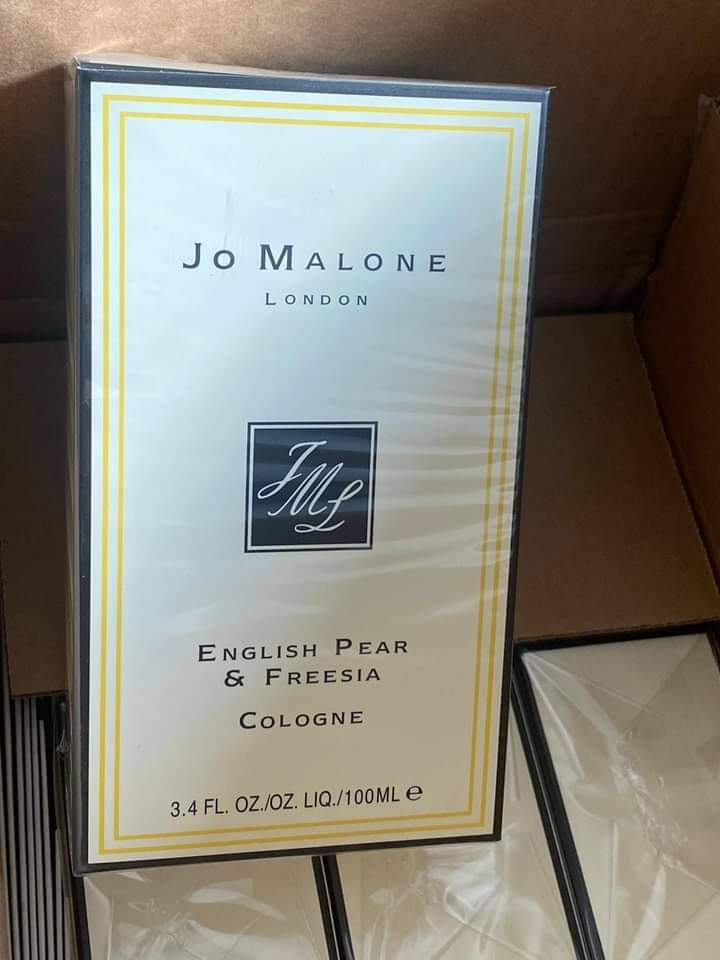 Jo Malone
London
JML
English Pear
& Freesia
Cologne
3.4 FL. OZ./OZ. LIQ./100ML e